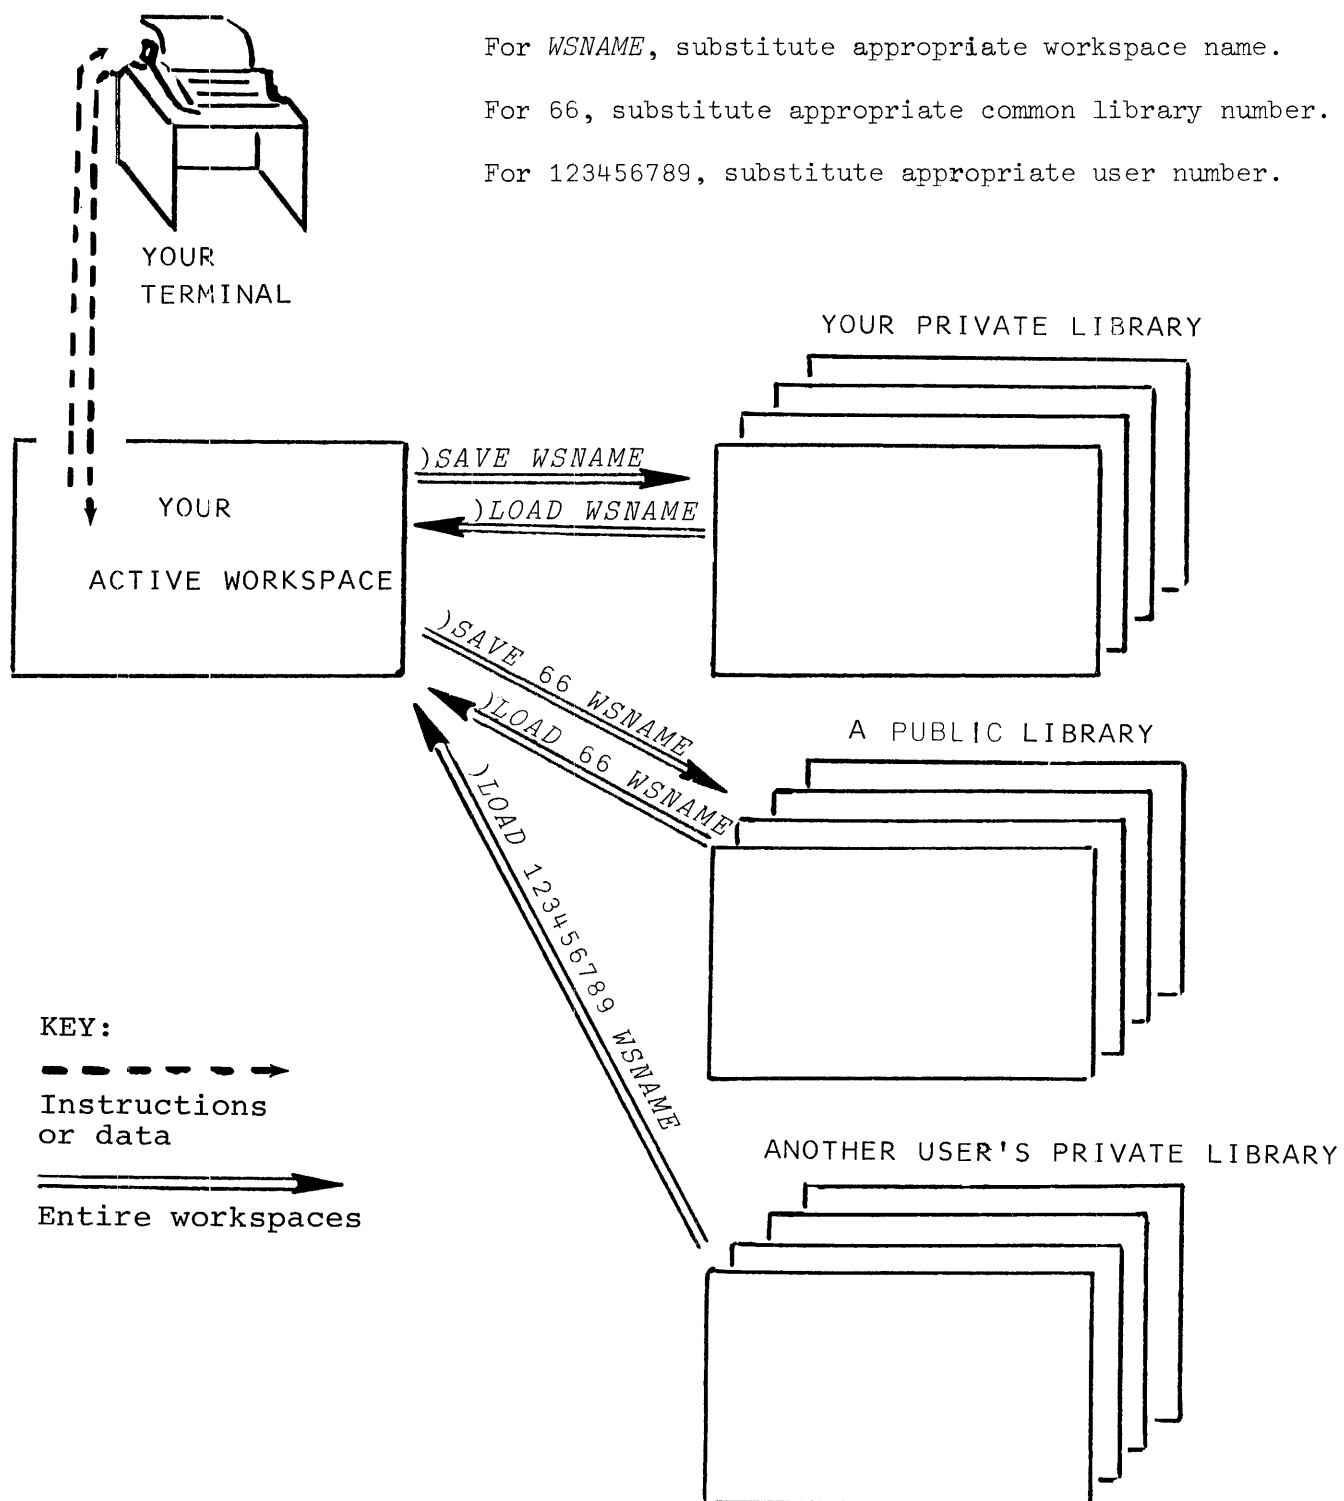 For WSNAME, substitute appropriate workspace name.
For 66, substitute appropriate common library number.
For 123456789, substitute appropriate user number.
YOUR
TERMINAL
YOUR PRIVATE LIBRARY
)SAVE WSNAME
)LOAD WSNAME
YOUR
ACTIVE WORKSPACE
)SAVE 66 WSNAME
)LOAD 66 WSNAME
A PUBLIC LIBRARY
)LOAD 123456789 WSNAME
KEY:
Instructions
or data
Entire workspaces
ANOTHER USER'S PRIVATE LIBRARY